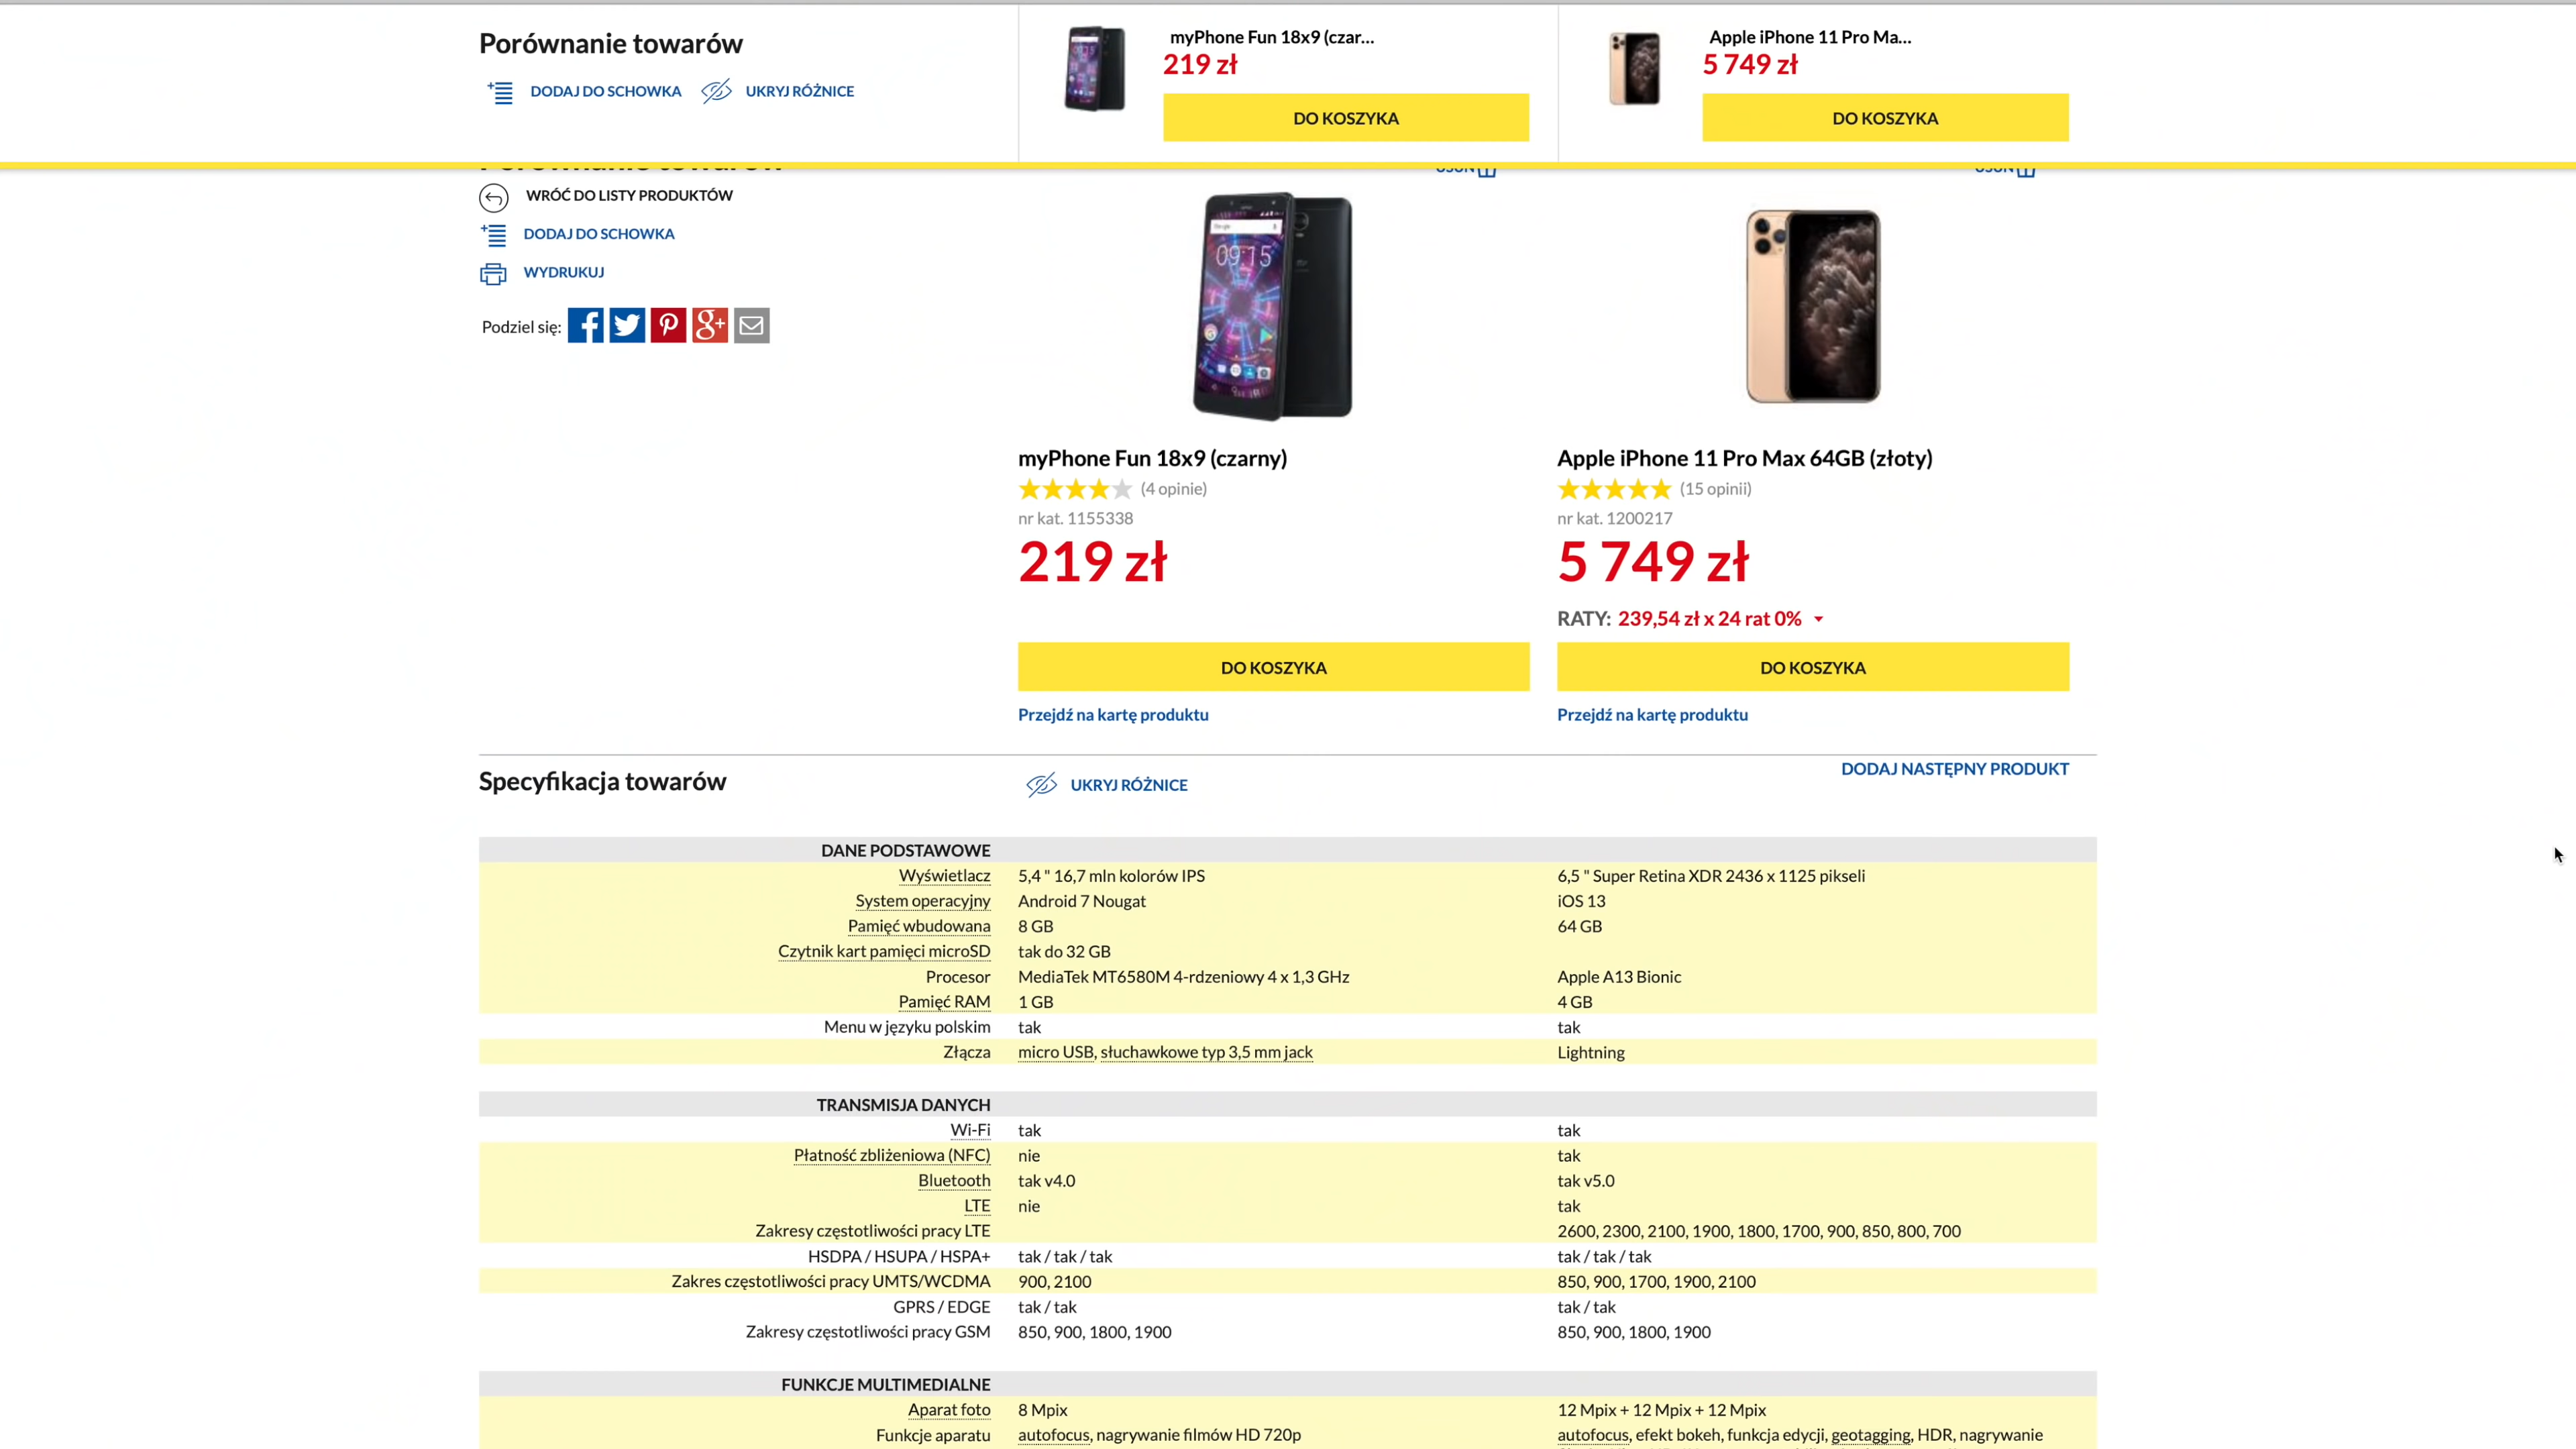 Porównanie towarów
DODAJ DO SCHOWKA
UKRYJ RÓŻNICE
myPhone Fun 18x9 (czar...
219 zł
DO KOSZYKA
Apple iPhone 11 Pro Ma...
5 749 zł
DO KOSZYKA
WRÓĆ DO LISTY PRODUKTÓW
DODAJ DO SCHOWKA
WYDRUKUJ
Podziel się:
09:15
myPhone Fun 18x9 (czarny)
(4 opinie)
nr kat. 1155338
219 zł
DO KOSZYKA
Przejdź na kartę produktu
Apple iPhone 11 Pro Max 64GB (złoty)
(15 opinii)
nr kat. 1200217
5 749 zł
RATY: 239,54 zł x 24 rat 0%
DO KOSZYKA
Przejdź na kartę produktu
Specyfikacja towarów
UKRYJ RÓŻNICE
DODAJ NASTĘPNY PRODUKT
DANE PODSTAWOWE
Wyświetlacz 5,4 " 16,7 mln kolorów IPS 6,5 " Super Retina XDR 2436 x 1125 pikseli
System operacyjny Android 7 Nougat iOS 13
Pamięć wbudowana 8 GB 64 GB
Czytnik kart pamięci microSD tak do 32 GB
Procesor MediaTek MT6580M 4-rdzeniowy 4 x 1,3 GHz Apple A13 Bionic
Pamięć RAM 1 GB 4 GB
Menu w języku polskim tak tak
Złącza micro USB, słuchawkowe typ 3,5 mm jack Lightning
TRANSMISJA DANYCH
Wi-Fi tak tak
Płatność zbliżeniowa (NFC) nie tak
Bluetooth tak v4.0 tak v5.0
LTE nie tak
Zakresy częstotliwości pracy LTE 2600, 2300, 2100, 1900, 1800, 1700, 900, 850, 800, 700
HSDPA / HSUPA / HSPA+ tak / tak / tak tak / tak / tak
Zakres częstotliwości pracy UMTS/WCDMA 900, 2100 850, 900, 1700, 1900, 2100
GPRS / EDGE tak / tak tak / tak
Zakresy częstotliwości pracy GSM 850, 900, 1800, 1900 850, 900, 1800, 1900
FUNKCJE MULTIMEDIALNE
Aparat foto 8 Mpix 12 Mpix + 12 Mpix + 12 Mpix
Funkcje aparatu autofocus, nagrywanie filmów HD 720p autofocus, efekt bokeh, funkcja edycji, geotagging, HDR, nagrywanie